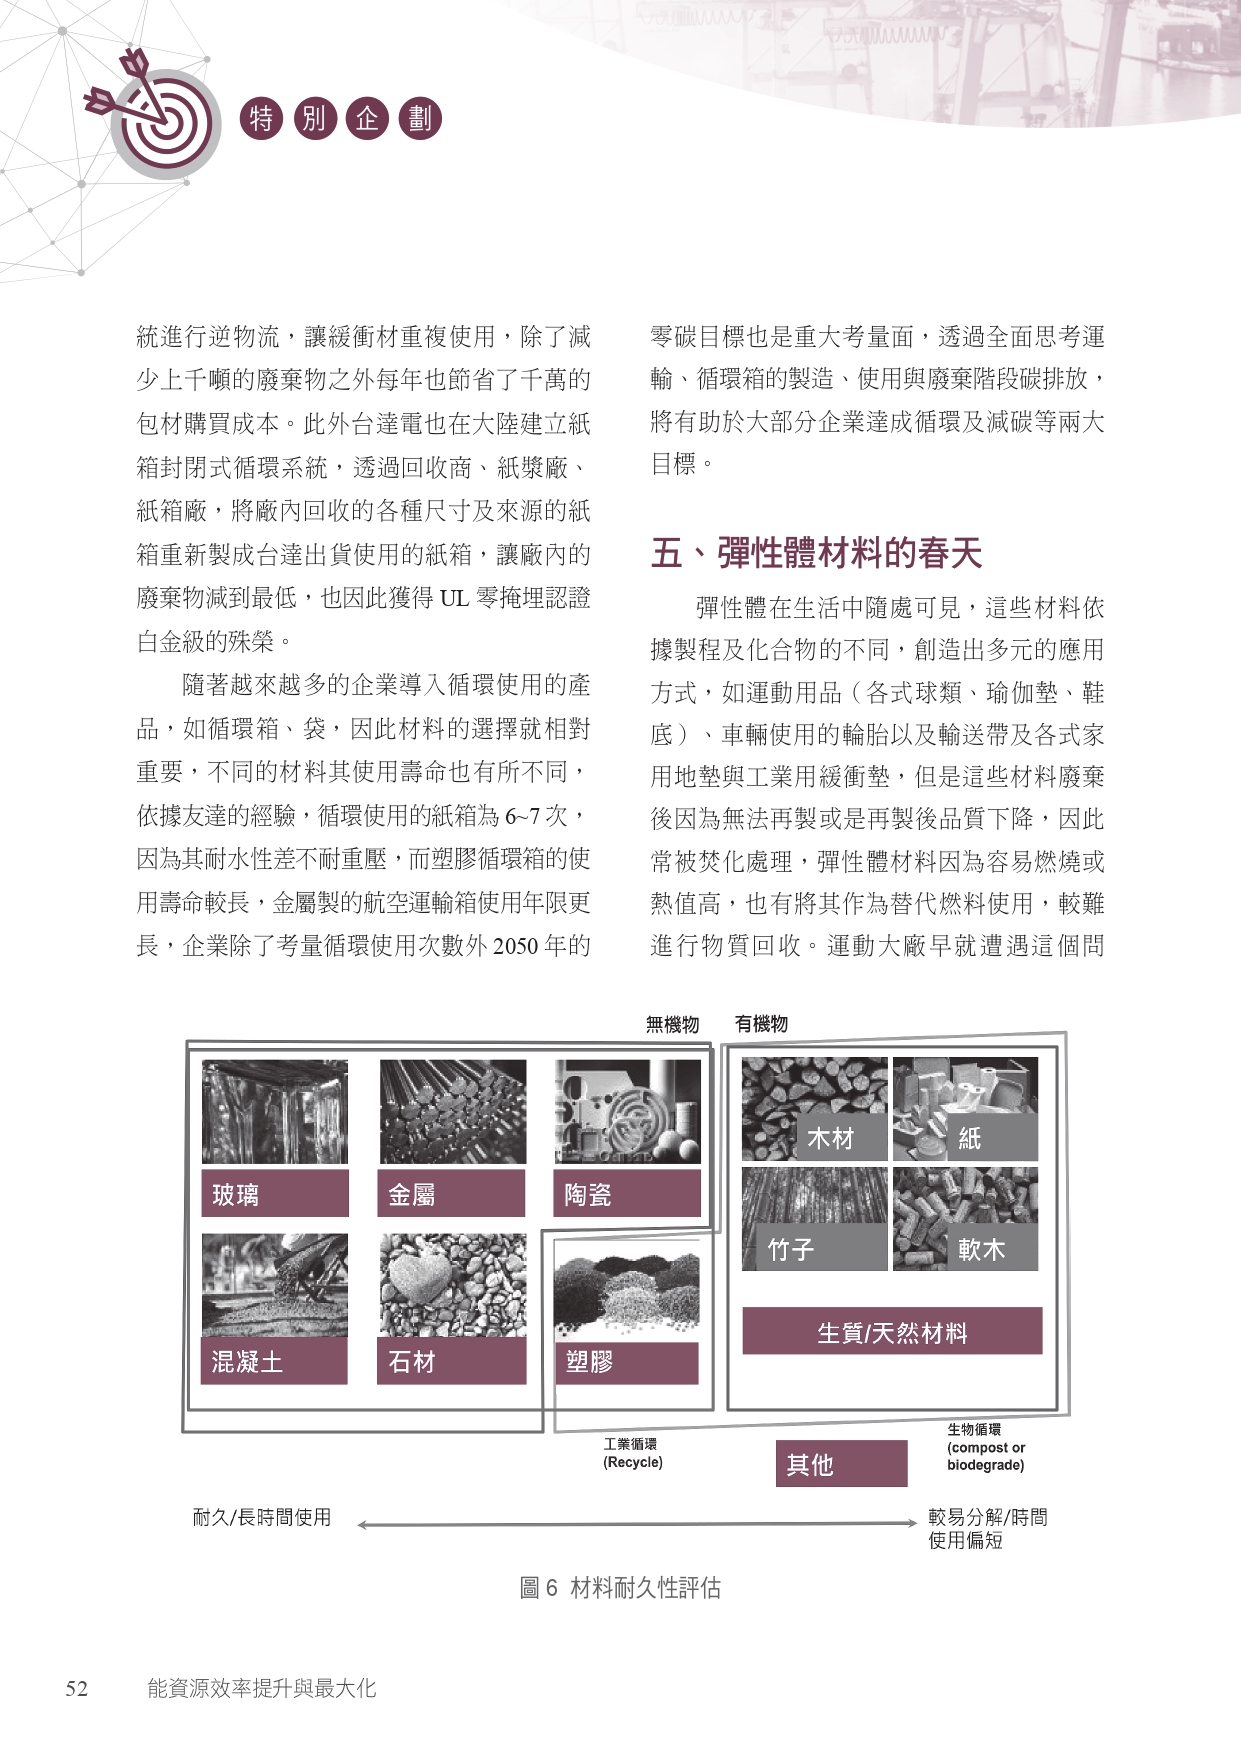 特別企劃
統進行逆物流，讓緩衝材重複使用，除了減
少上千噸的廢棄物之外每年也節省了千萬的
包材購買成本。此外台達電也在大陸建立紙
箱封閉式循環系統，透過回收商、紙漿廠、
紙箱廠，將廠內回收的各種尺寸及來源的紙
箱重新製成台達出貨使用的紙箱，讓廠內的
廢棄物減到最低，也因此獲得 UL 零掩埋認證
白金級的殊榮。
隨著越來越多的企業導入循環使用的產
品，如循環箱、袋，因此材料的選擇就相對
重要，不同的材料其使用壽命也有所不同，
依據友達的經驗，循環使用的紙箱為 6~7 次，
因為其耐水性差不耐重壓，而塑膠循環箱的使
用壽命較長，金屬製的航空運輸箱使用年限更
長，企業除了考量循環使用次數外 2050 年的
零碳目標也是重大考量面，透過全面思考運
輸、循環箱的製造、使用與廢棄階段碳排放，
將有助於大部分企業達成循環及減碳等兩大
目標。
五、彈性體材料的春天
彈性體在生活中隨處可見，這些材料依
據製程及化合物的不同，創造出多元的應用
方式，如運動用品（各式球類、瑜伽墊、鞋
底）、車輛使用的輪胎以及輸送帶及各式家
用地墊與工業用緩衝墊，但是這些材料廢棄
後因為無法再製或是再製後品質下降，因此
常被焚化處理，彈性體材料因為容易燃燒或
熱值高，也有將其作為替代燃料使用，較難
進行物質回收。運動大廠早就遭遇這個問
無機物 有機物
木材 紙
玻璃 金屬 陶瓷
竹子 軟木
生質/天然材料
混凝土 石材 塑膠
工業循環
(Recycle)
其他
生物循環
(compost or
biodegrade)
耐久/長時間使用
較易分解/時間
使用偏短
圖 6 材料耐久性評估
52 能資源效率提升與最大化